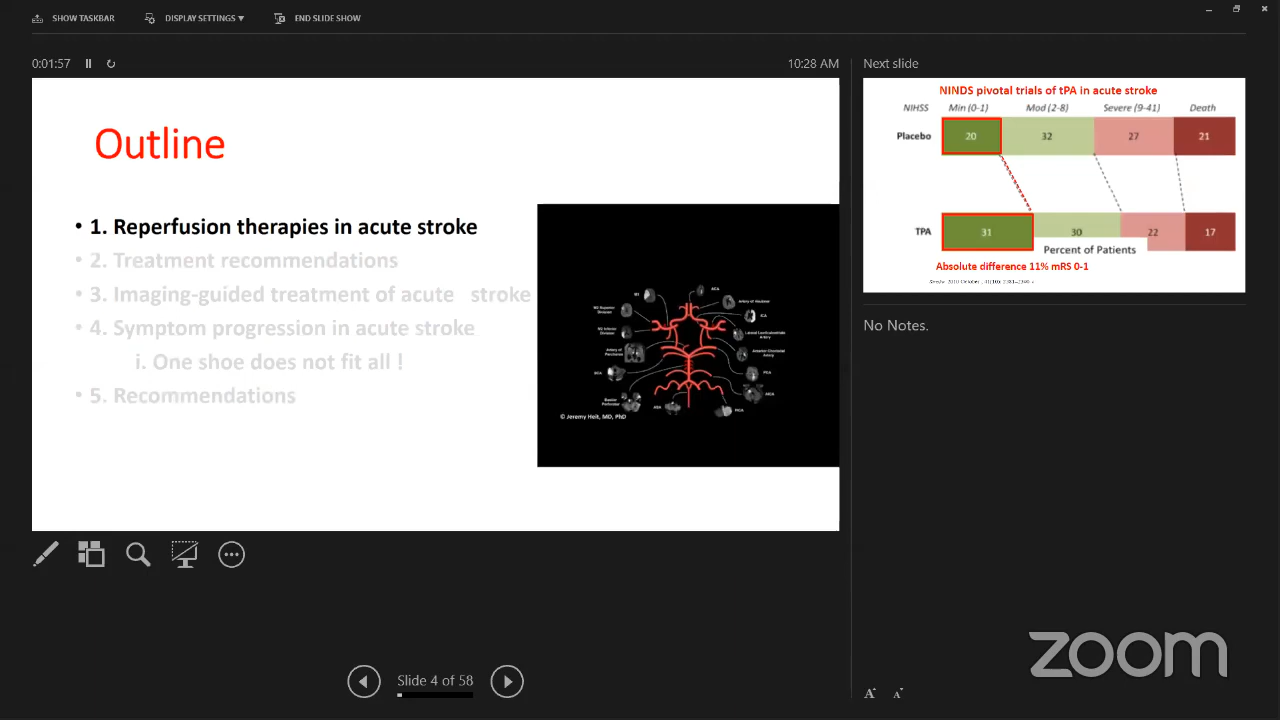 SHOW TASKBAR
DISPLAY SETTINGS ▼
END SLIDE SHOW
0:01:57
10:28 AM
Outline
• 1. Reperfusion therapies in acute stroke
• 2. Treatment recommendations
• 3. Imaging-guided treatment of acute stroke
• 4. Symptom progression in acute stroke
i. One shoe does not fit all !
• 5. Recommendations
ACA
ICA
PCA
© Jeremy Heit, MD, PhD
Slide 4 of 58
Next slide
NINDS pivotal trials of tPA in acute stroke
NIHSS Min (0-1) Mod (2-8) Severe (9-41) Death
Placebo 20 32 27 21
TPA 31 30 22 17
Percent of Patients
Absolute difference 11% mRS 0-1
No Notes.
A A
zoom